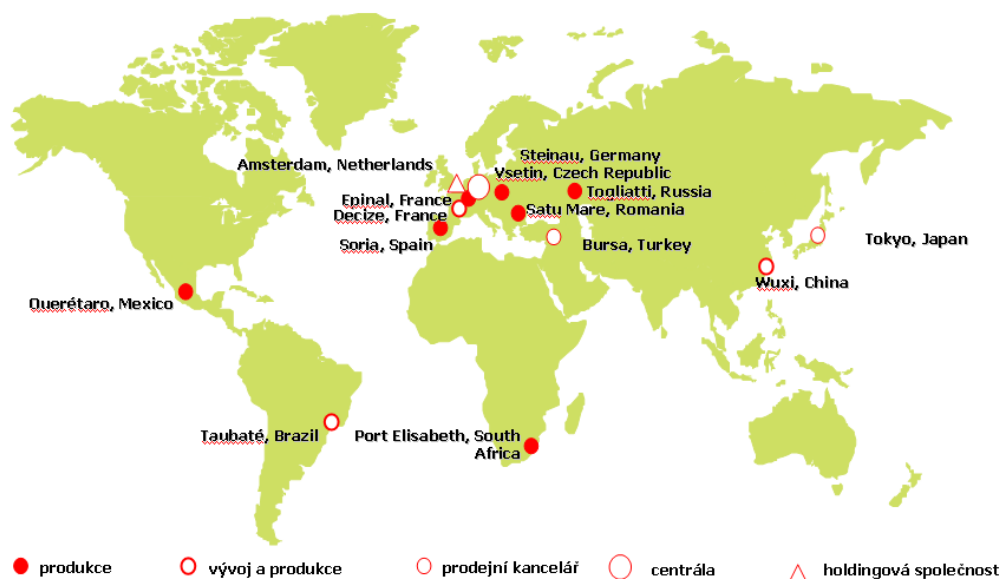 Steinau, Germany
Amsterdam, Netherlands
Vsetin, Czech Republic
Togliatti, Russia
Epinal, France
Satu Mare, Romania
Decize, France
Soria, Spain
Bursa, Turkey
Tokyo, Japan
Wuxi, China
Querétaro, Mexico
Taubaté, Brazil
Port Elisabeth, South
Africa
produkce
vývoj a produkce
prodejní kancelář
centrála
holdingová společnost